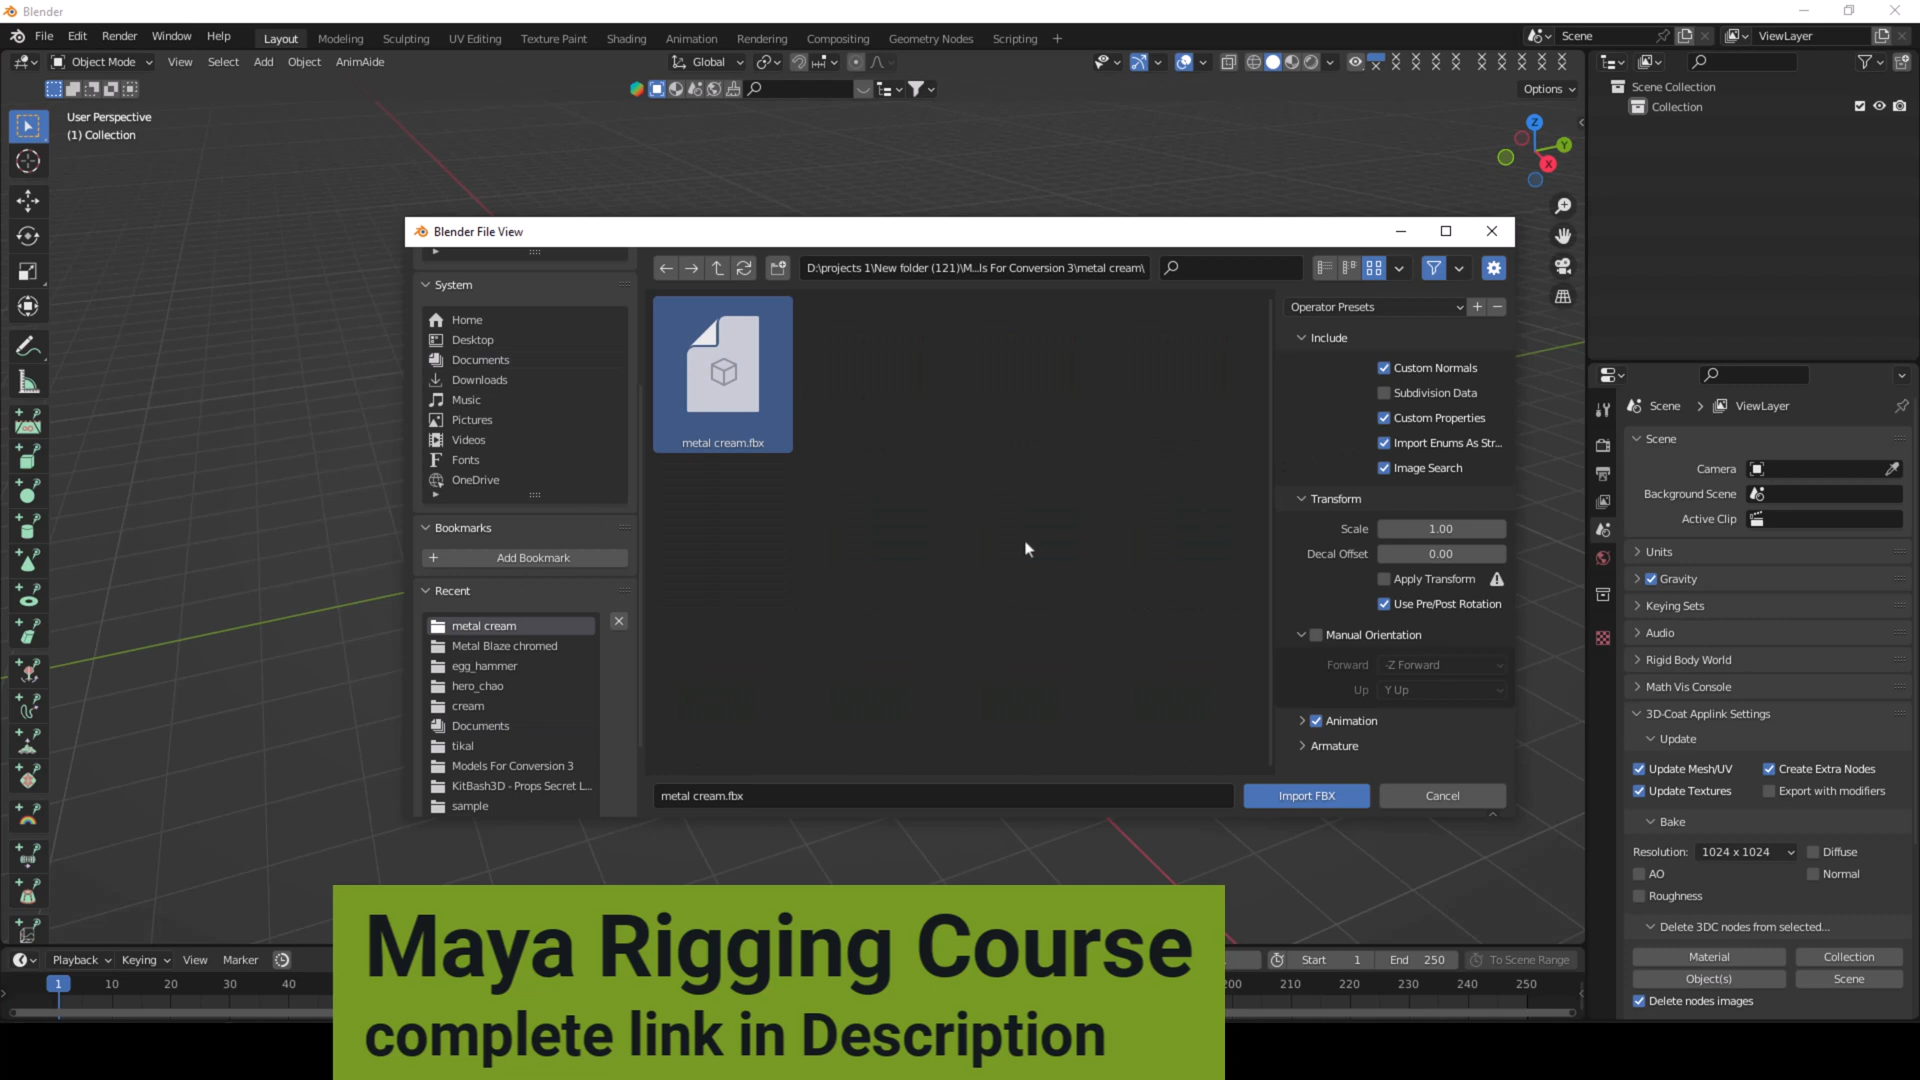 Blender
File Edit Render Window Help
Layout Modeling Sculpting UV Editing Texture Paint Shading Animation Rendering Compositing Geometry Nodes Scripting +
Scene
ViewLayer
Object Mode View Select Add Object AnimAide
Global
Options
User Perspective
(1) Collection
Z
Y
X
Scene Collection
Collection
Blender File View
System
Home
Desktop
Documents
Downloads
Music
Pictures
Videos
Fonts
OneDrive
Bookmarks
Add Bookmark
Recent
metal cream
Metal Blaze chromed
egg_hammer
hero_chao
cream
Documents
tikal
Models For Conversion 3
KitBash3D - Props Secret L...
sample
D:\projects 1\New folder (121)\M...ls For Conversion 3\metal cream\
metal cream.fbx
Operator Presets
Include
Custom Normals
Subdivision Data
Custom Properties
Import Enums As Str...
Image Search
Transform
Scale 1.00
Decal Offset 0.00
Apply Transform
Use Pre/Post Rotation
Manual Orientation
Forward -Z Forward
Up Y Up
Animation
Armature
metal cream.fbx
Import FBX
Cancel
Scene ViewLayer
Scene
Camera
Background Scene
Active Clip
Units
Gravity
Keying Sets
Audio
Rigid Body World
Math Vis Console
3D-Coat Applink Settings
Update
Update Mesh/UV Create Extra Nodes
Update Textures Export with modifiers
Bake
Resolution: 1024 x 1024 Diffuse
AO Normal
Roughness
Delete 3DC nodes from selected...
Material Collection
Object(s) Scene
Delete nodes images
Playback Keying View Marker
Start 1 End 250 To Scene Range
1 10 20 30 40
200 210 220 230 240 250
Maya Rigging Course
complete link in Description